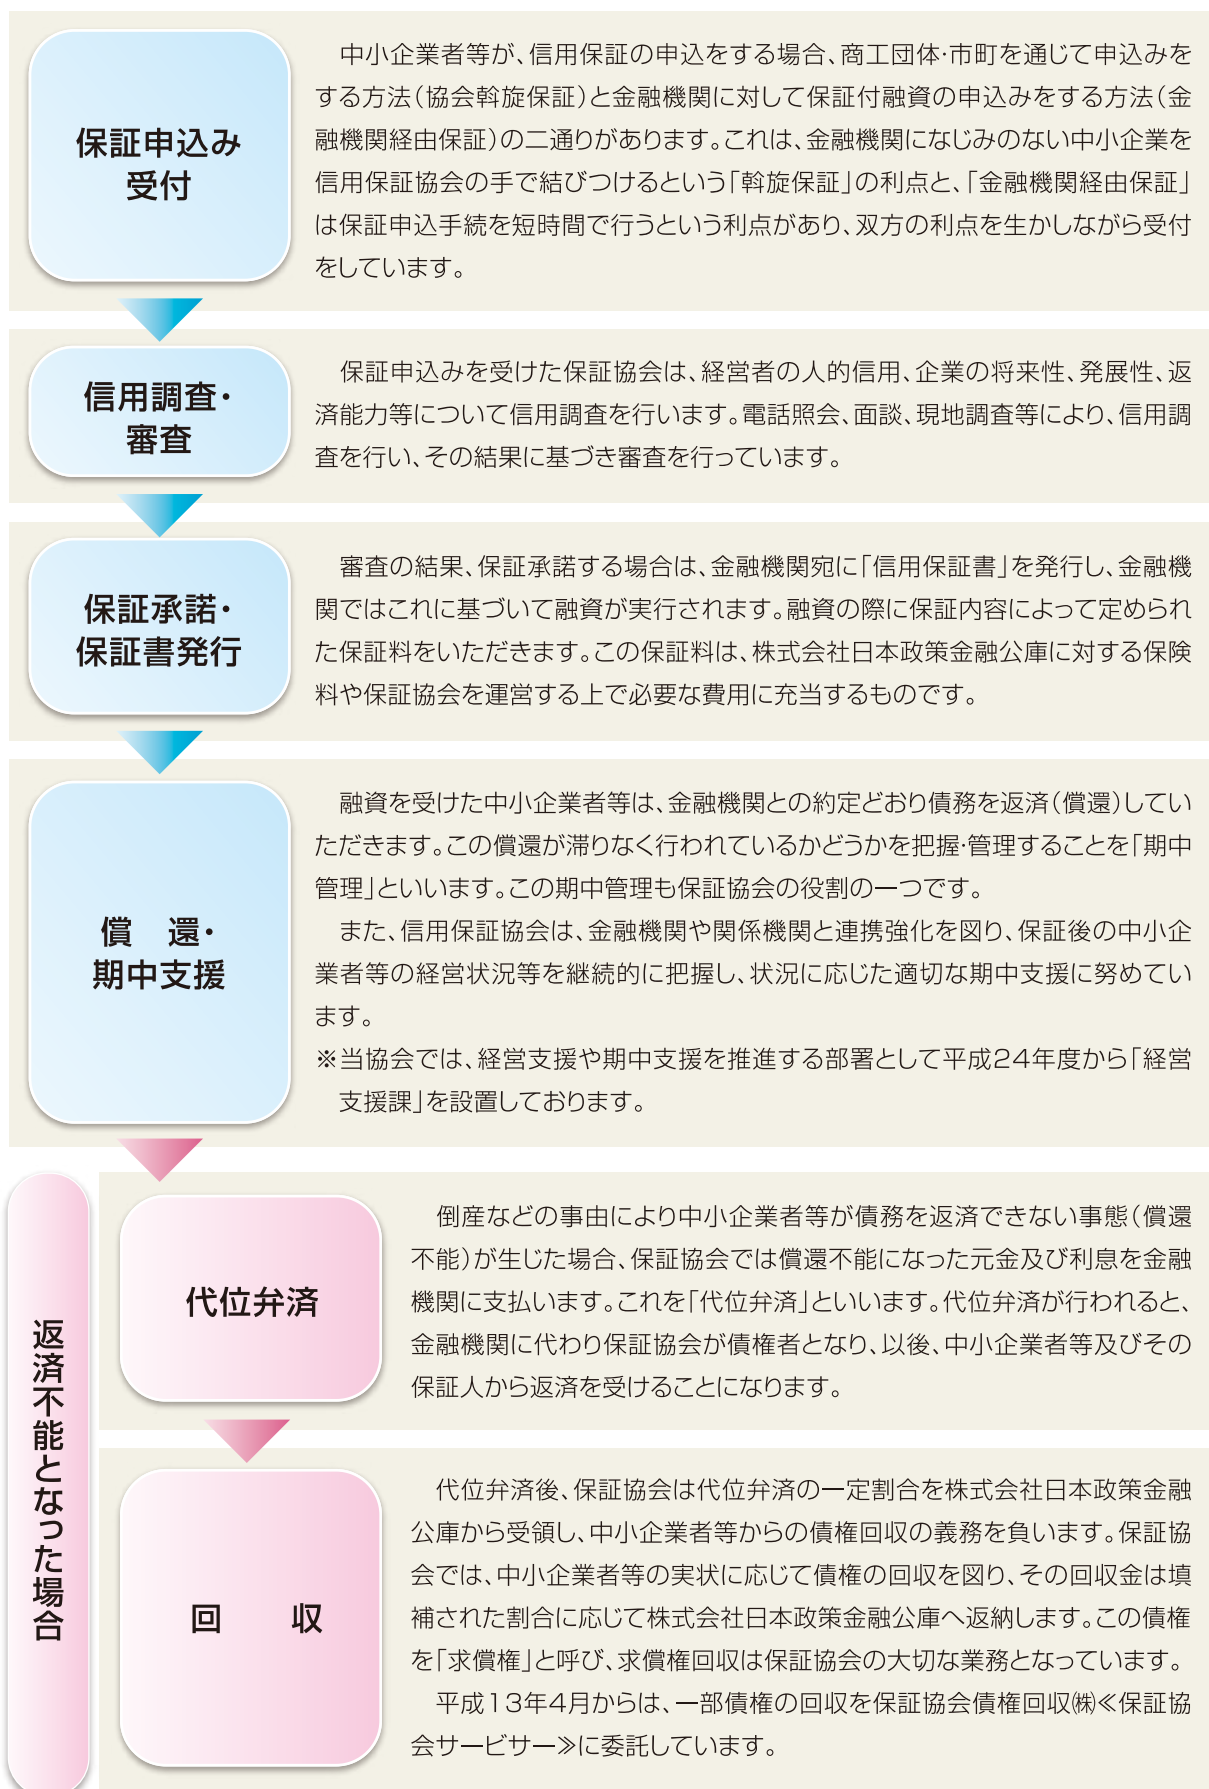 保証申込み
受付
中小企業者等が、信用保証の申込をする場合、商工団体・市町を通じて申込みを
する方法(協会斡旋保証)と金融機関に対して保証付融資の申込みをする方法(金
融機関経由保証)の二通りがあります。これは、金融機関になじみのない中小企業を
信用保証協会の手で結びつけるという「斡旋保証」の利点と、「金融機関経由保証」
は保証申込手続を短時間で行うという利点があり、双方の利点を生かしながら受付
をしています。
信用調査・
審査
保証申込みを受けた保証協会は、経営者の人的信用、企業の将来性、発展性、返
済能力等について信用調査を行います。電話照会、面談、現地調査等により、信用調
査を行い、その結果に基づき審査を行っています。
保証承諾・
保証書発行
審査の結果、保証承諾する場合は、金融機関宛に「信用保証書」を発行し、金融機
関ではこれに基づいて融資が実行されます。融資の際に保証内容によって定められ
た保証料をいただきます。この保証料は、株式会社日本政策金融公庫に対する保険
料や保証協会を運営する上で必要な費用に充当するものです。
償 還・
期中支援
融資を受けた中小企業者等は、金融機関との約定どおり債務を返済(償還)してい
ただきます。この償還が滞りなく行われているかどうかを把握・管理することを「期中
管理」といいます。この期中管理も保証協会の役割の一つです。
また、信用保証協会は、金融機関や関係機関と連携強化を図り、保証後の中小企
業者等の経営状況等を継続的に把握し、状況に応じた適切な期中支援に努めてい
ます。
※当協会では、経営支援や期中支援を推進する部署として平成24年度から「経営
支援課」を設置しております。
返済不能となった場合
代位弁済
倒産などの事由により中小企業者等が債務を返済できない事態(償還
不能)が生じた場合、保証協会では償還不能になった元金及び利息を金融
機関に支払います。これを「代位弁済」といいます。代位弁済が行われると、
金融機関に代わり保証協会が債権者となり、以後、中小企業者等及びその
保証人から返済を受けることになります。
回 収
代位弁済後、保証協会は代位弁済の一定割合を株式会社日本政策金融
公庫から受領し、中小企業者等からの債権回収の義務を負います。保証協
会では、中小企業者等の実状に応じて債権の回収を図り、その回収金は填
補された割合に応じて株式会社日本政策金融公庫へ返納します。この債権
を「求償権」と呼び、求償権回収は保証協会の大切な業務となっています。
平成13年4月からは、一部債権の回収を保証協会債権回収㈱≪保証協
会サービサー≫に委託しています。